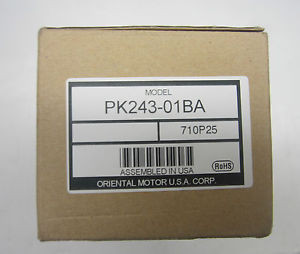 MODEL
PK243-01BA
710P25
RoHS
ASSEMBLED IN USA
ORIENTAL MOTOR U.S.A. CORP.